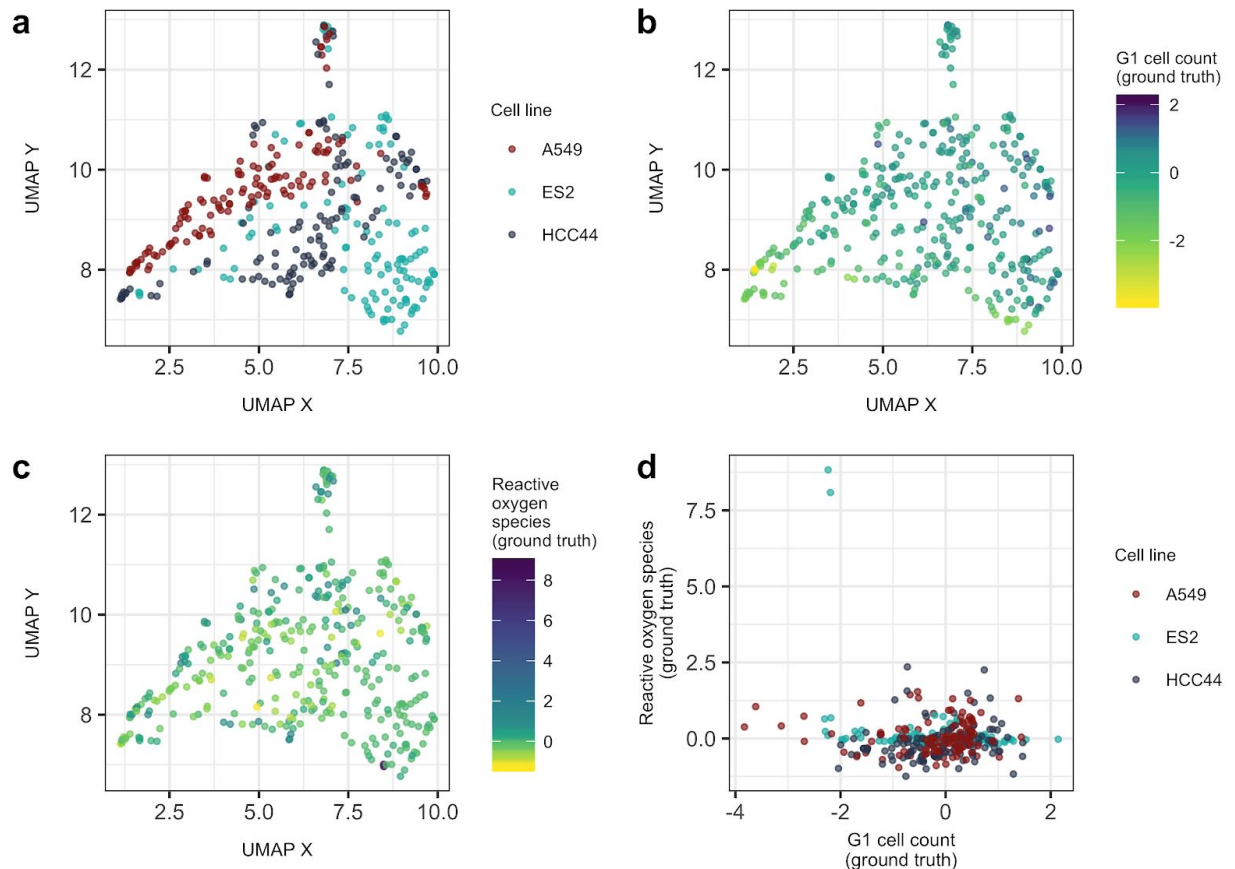 a
12
10
8
UMAP Y
2.5 5.0 7.5 10.0
UMAP X
Cell line
A549
ES2
HCC44
b
12
10
8
UMAP Y
2.5 5.0 7.5 10.0
UMAP X
G1 cell count
(ground truth)
2
0
-2
c
12
10
8
UMAP Y
2.5 5.0 7.5 10.0
UMAP X
Reactive
oxygen
species
(ground truth)
8
6
4
2
0
d
7.5
5.0
2.5
0.0
Reactive oxygen species
(ground truth)
-4 -2 0 2
G1 cell count
(ground truth)
Cell line
A549
ES2
HCC44